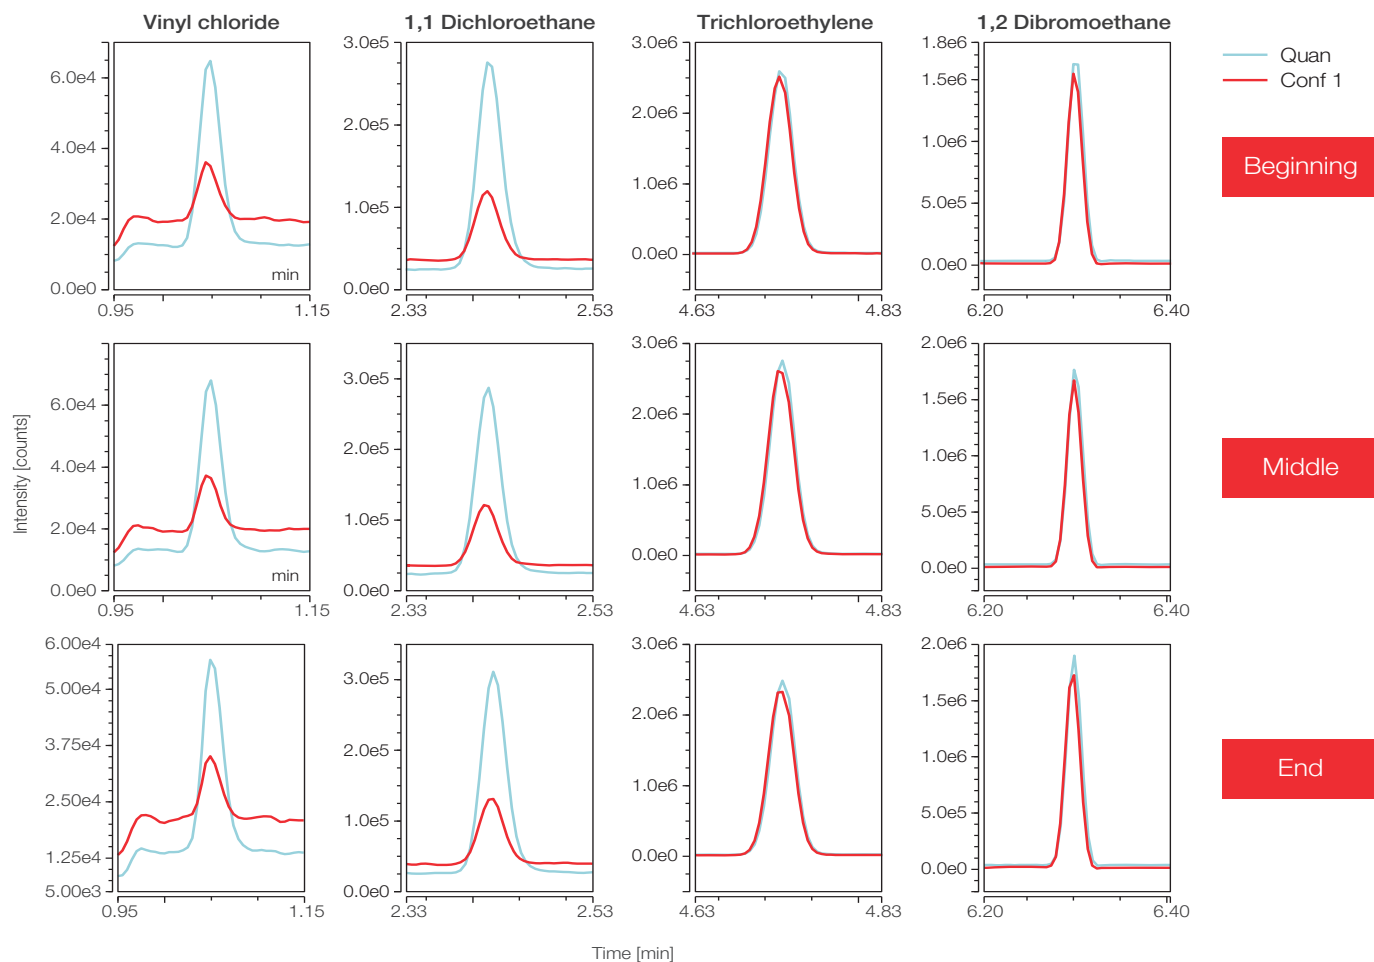 Vinyl chloride 1,1 Dichloroethane Trichloroethylene 1,2 Dibromoethane
6.0e4
4.0e4
2.0e4
0.0e0
min
0.95 1.15
3.0e5
2.0e5
1.0e5
0.0e0
2.33 2.53
3.0e6
2.0e6
1.0e6
0.0e0
4.63 4.83
1.8e6
1.5e6
1.0e6
5.0e5
0.0e0
6.20 6.40
Quan
Conf 1
Beginning
Intensity [counts]
6.0e4
4.0e4
2.0e4
0.0e0
min
0.95 1.15
3.0e5
2.0e5
1.0e5
0.0e0
2.33 2.53
3.0e6
2.0e6
1.0e6
0.0e0
4.63 4.83
2.0e6
1.5e6
1.0e6
5.0e5
0.0e0
6.20 6.40
Middle
6.00e4
5.00e4
3.75e4
2.50e4
1.25e4
5.00e3
0.95 1.15
3.0e5
2.0e5
1.0e5
0.0e0
2.33 2.53
3.0e6
2.0e6
1.0e6
0.0e0
4.63 4.83
2.0e6
1.5e6
1.0e6
5.0e5
0.0e0
6.20 6.40
End
Time [min]